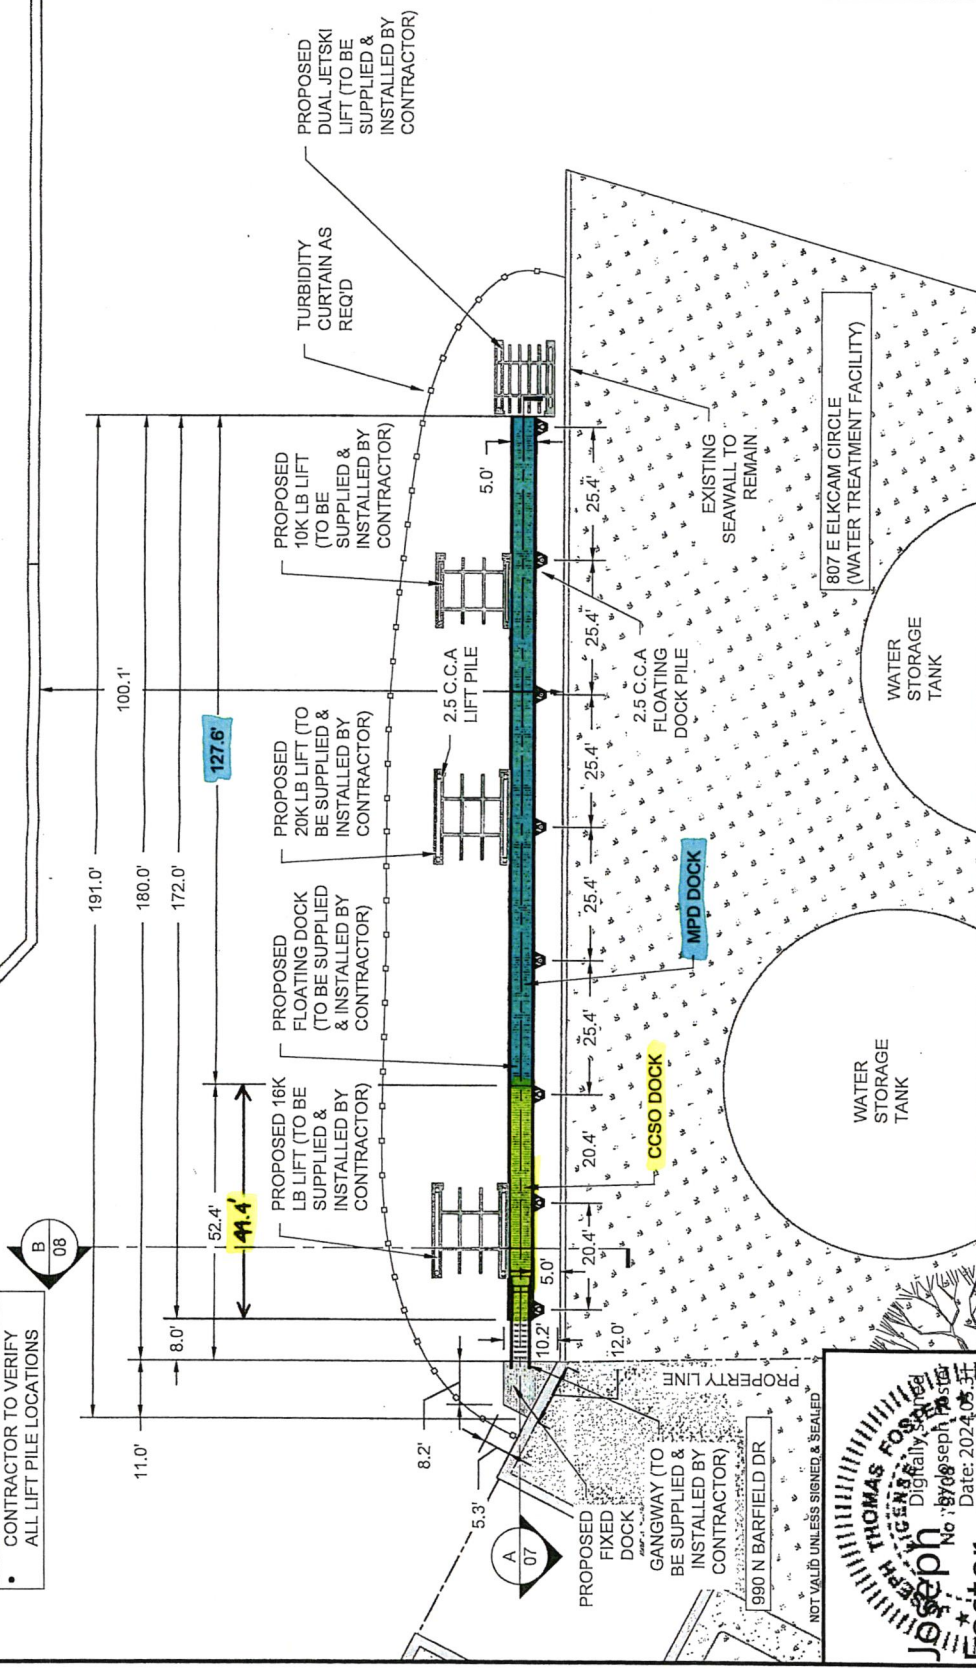 • CONTRACTOR TO VERIFY
ALL LIFT PILE LOCATIONS
B
08
191.0'
180.0'
172.0'
100.1'
127.6'
52.4'
44.4'
8.0'
11.0'
8.2'
5.3'
PROPOSED 16K
LB LIFT (TO BE
SUPPLIED &
INSTALLED BY
CONTRACTOR)
PROPOSED
FLOATING DOCK
(TO BE SUPPLIED
& INSTALLED BY
CONTRACTOR)
PROPOSED
20K LB LIFT (TO
BE SUPPLIED &
INSTALLED BY
CONTRACTOR)
2.5 C.C.A
LIFT PILE
PROPOSED
10K LB LIFT
(TO BE
SUPPLIED &
INSTALLED BY
CONTRACTOR)
TURBIDITY
CURTAIN AS
REQ'D
PROPOSED
DUAL JETSKI
LIFT (TO BE
SUPPLIED &
INSTALLED BY
CONTRACTOR)
5.0'
10.2'
5.0'
12.0'
20.4'
20.4'
25.4'
25.4'
25.4'
25.4'
25.4'
A
07
PROPOSED
FIXED
DOCK
GANGWAY (TO
BE SUPPLIED &
INSTALLED BY
CONTRACTOR)
990 N BARFIELD DR
PROPERTY LINE
CCSO DOCK
MPD DOCK
2.5 C.C.A
FLOATING
DOCK PILE
EXISTING
SEAWALL TO
REMAIN
807 E ELKCAM CIRCLE
(WATER TREATMENT FACILITY)
WATER
STORAGE
TANK
WATER
STORAGE
TANK
NOT VALID UNLESS SIGNED & SEALED
JOSEPH THOMAS FOSTER
LICENSE
Joseph
Digitally signed
by Joseph Foster